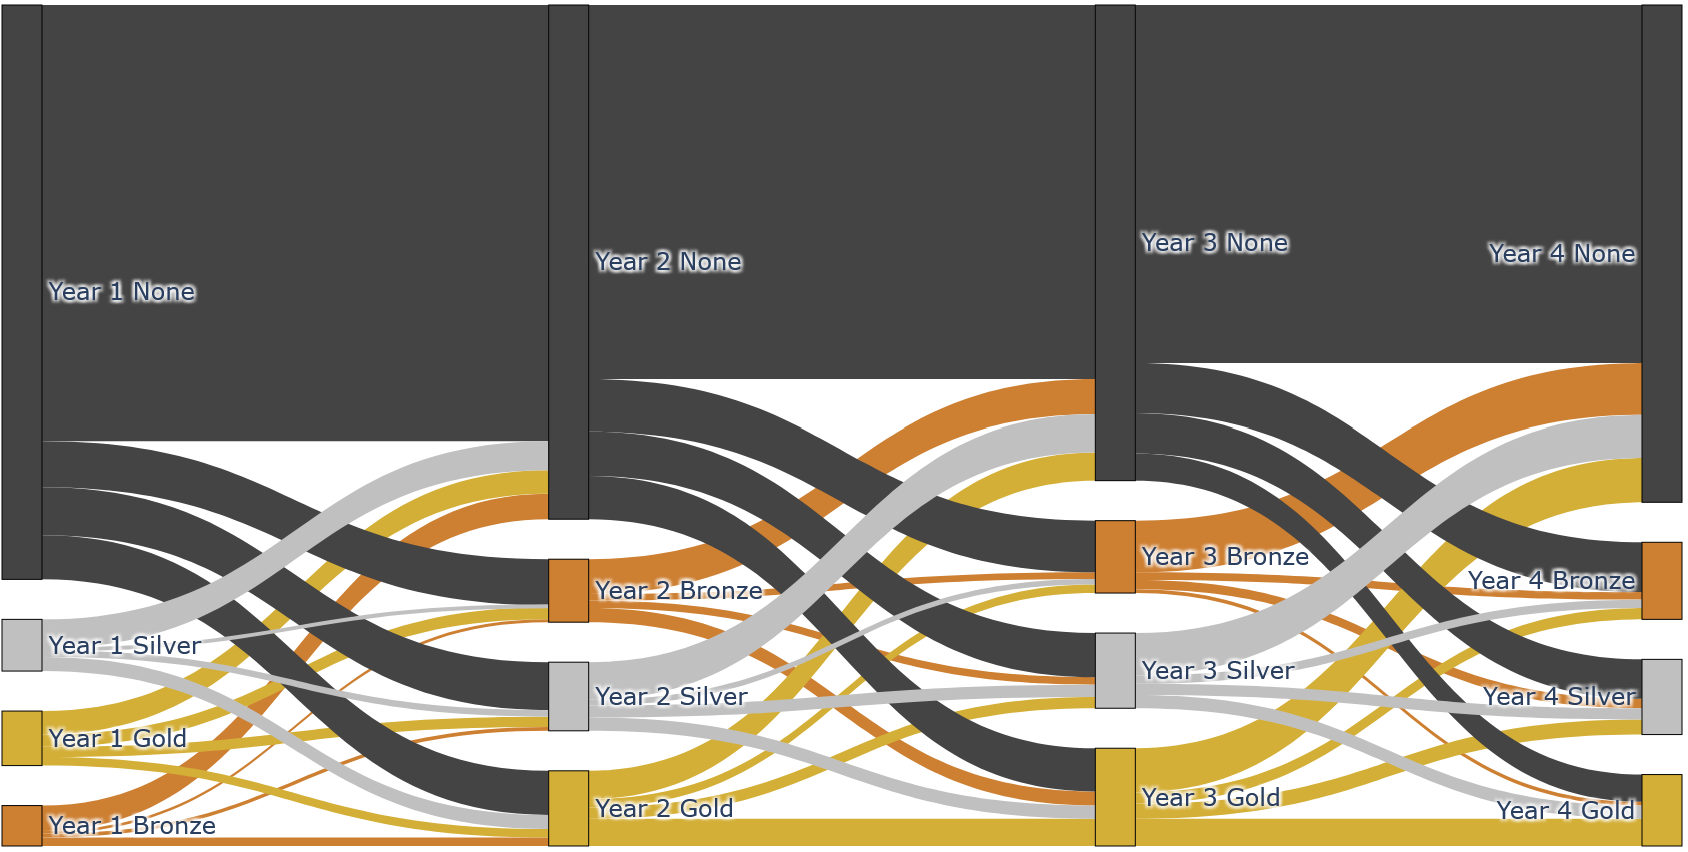 Year 1 None
Year 1 Silver
Year 1 Gold
Year 1 Bronze
Year 2 None
Year 2 Bronze
Year 2 Silver
Year 2 Gold
Year 3 None
Year 3 Bronze
Year 3 Silver
Year 3 Gold
Year 4 None
Year 4 Bronze
Year 4 Silver
Year 4 Gold